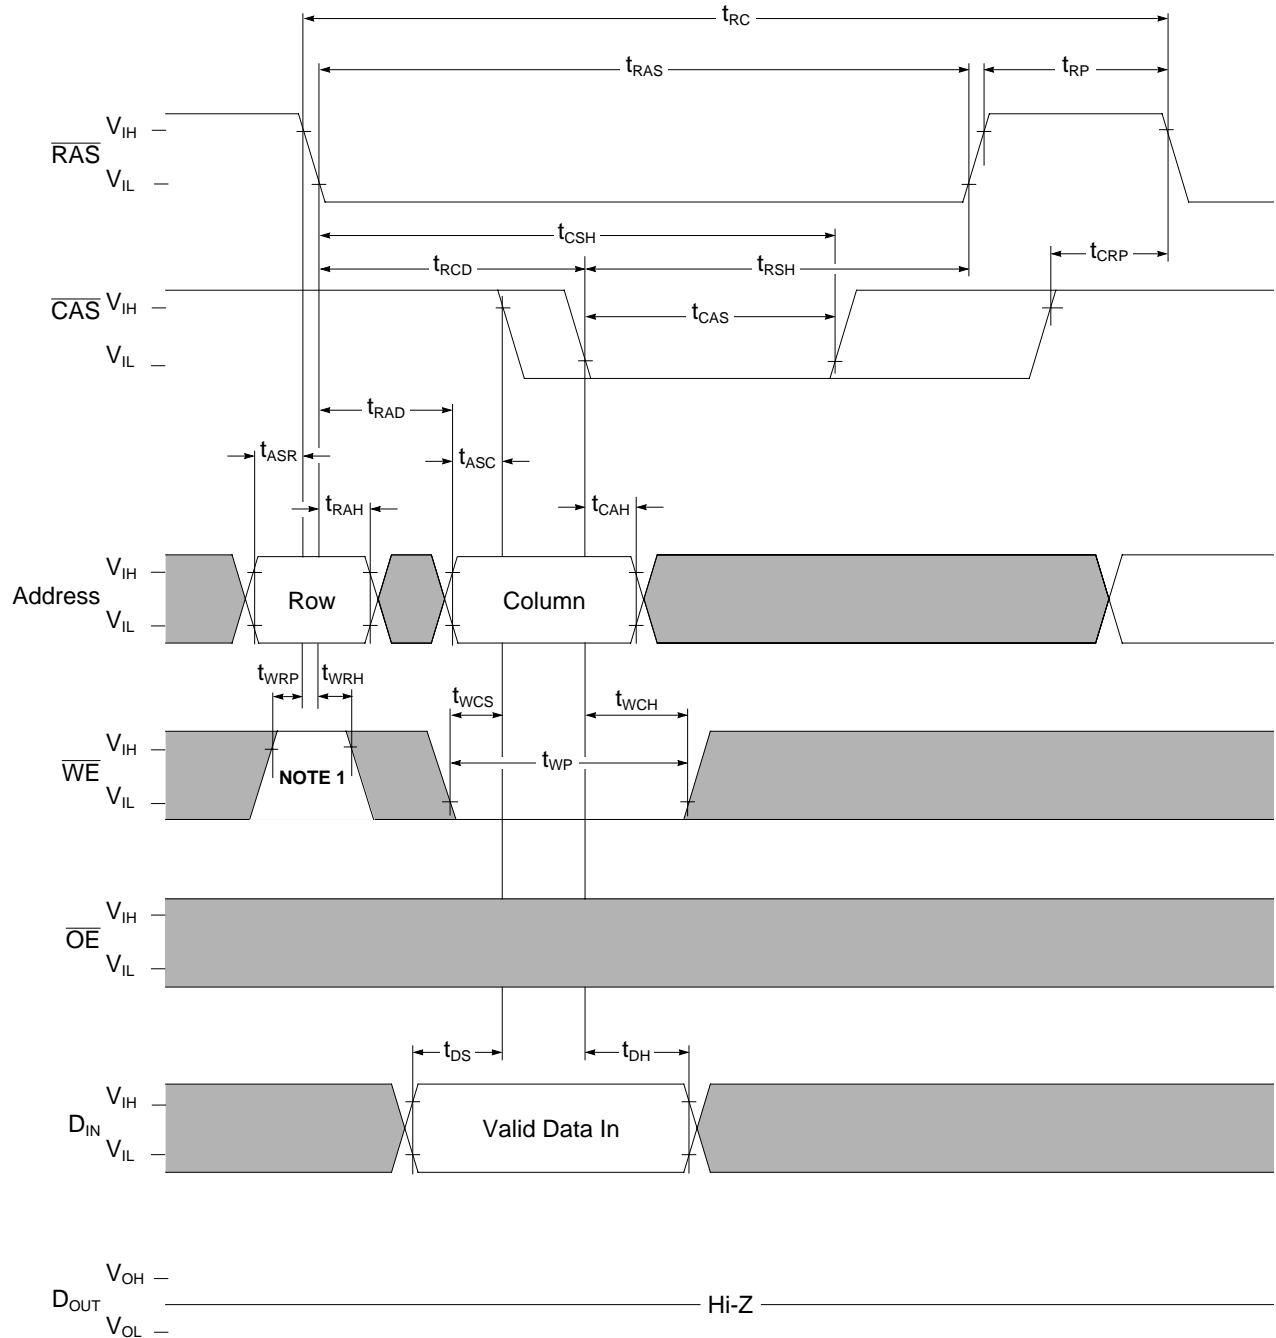 tRC
tRAS
tRP
VIH
RAS
VIL
tCSH
tRCD
tRSH
tCRP
CAS VIH
tCAS
VIL
tRAD
tASR
tASC
tRAH
tCAH
VIH
Address
Row
Column
VIL
tWRP
tWRH
tWCS
tWCH
VIH
WE
NOTE 1
tWP
VIL
VIH
OE
VIL
tDS
tDH
VIH
DIN
Valid Data In
VIL
VOH
DOUT
Hi-Z
VOL